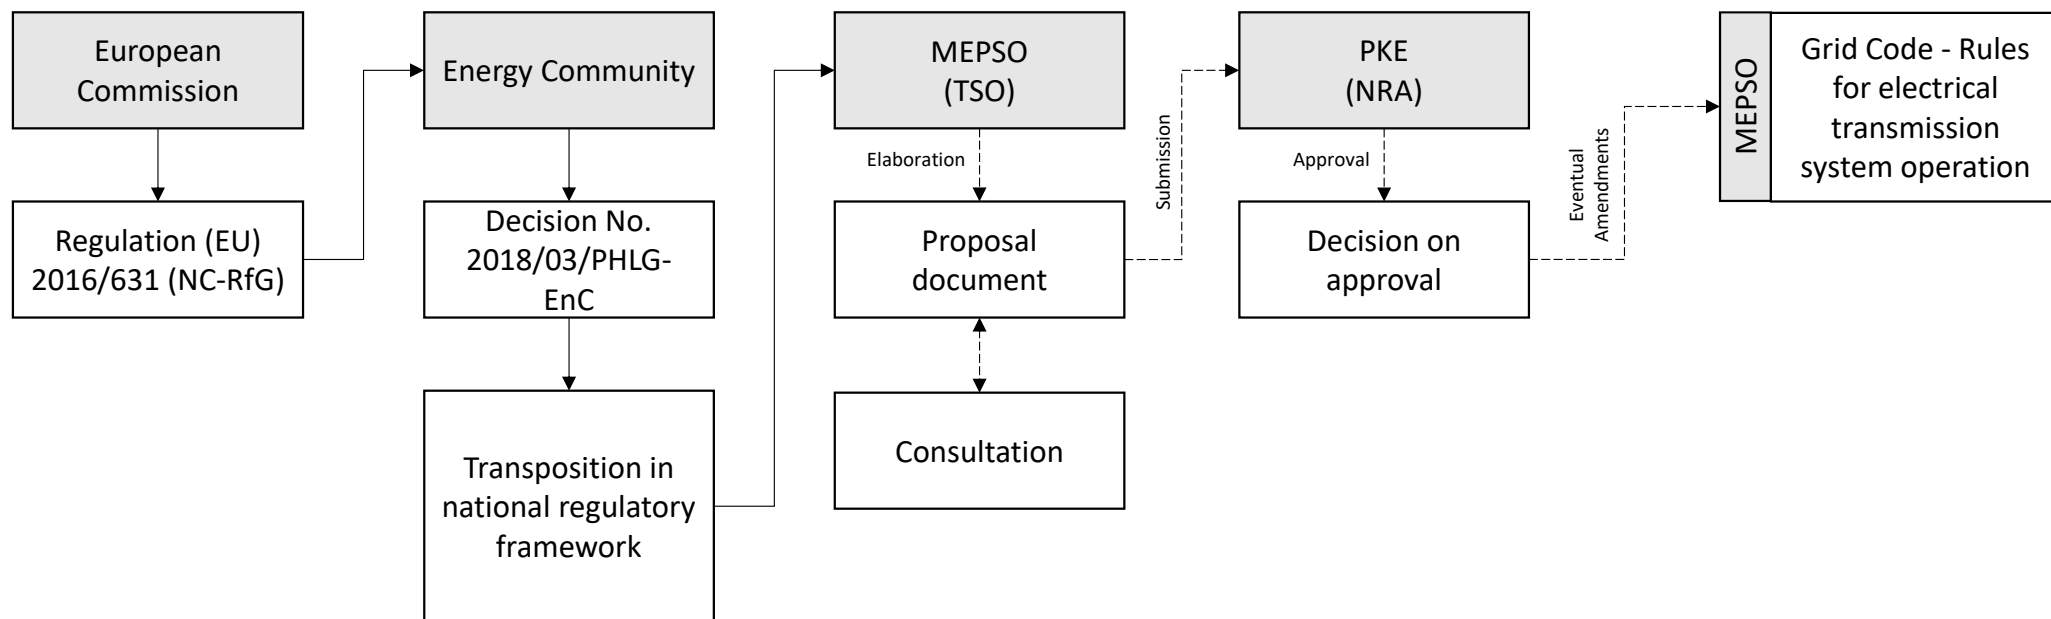 European
Commission
Regulation (EU)
2016/631 (NC-RfG)
Energy Community
Decision No.
2018/03/PHLG-
EnC
Transposition in
national regulatory
framework
MEPSO
(TSO)
Elaboration
Proposal
document
Consultation
Submission
PKE
(NRA)
Approval
Decision on
approval
Eventual
Amendments
MEPSO
Grid Code - Rules
for electrical
transmission
system operation